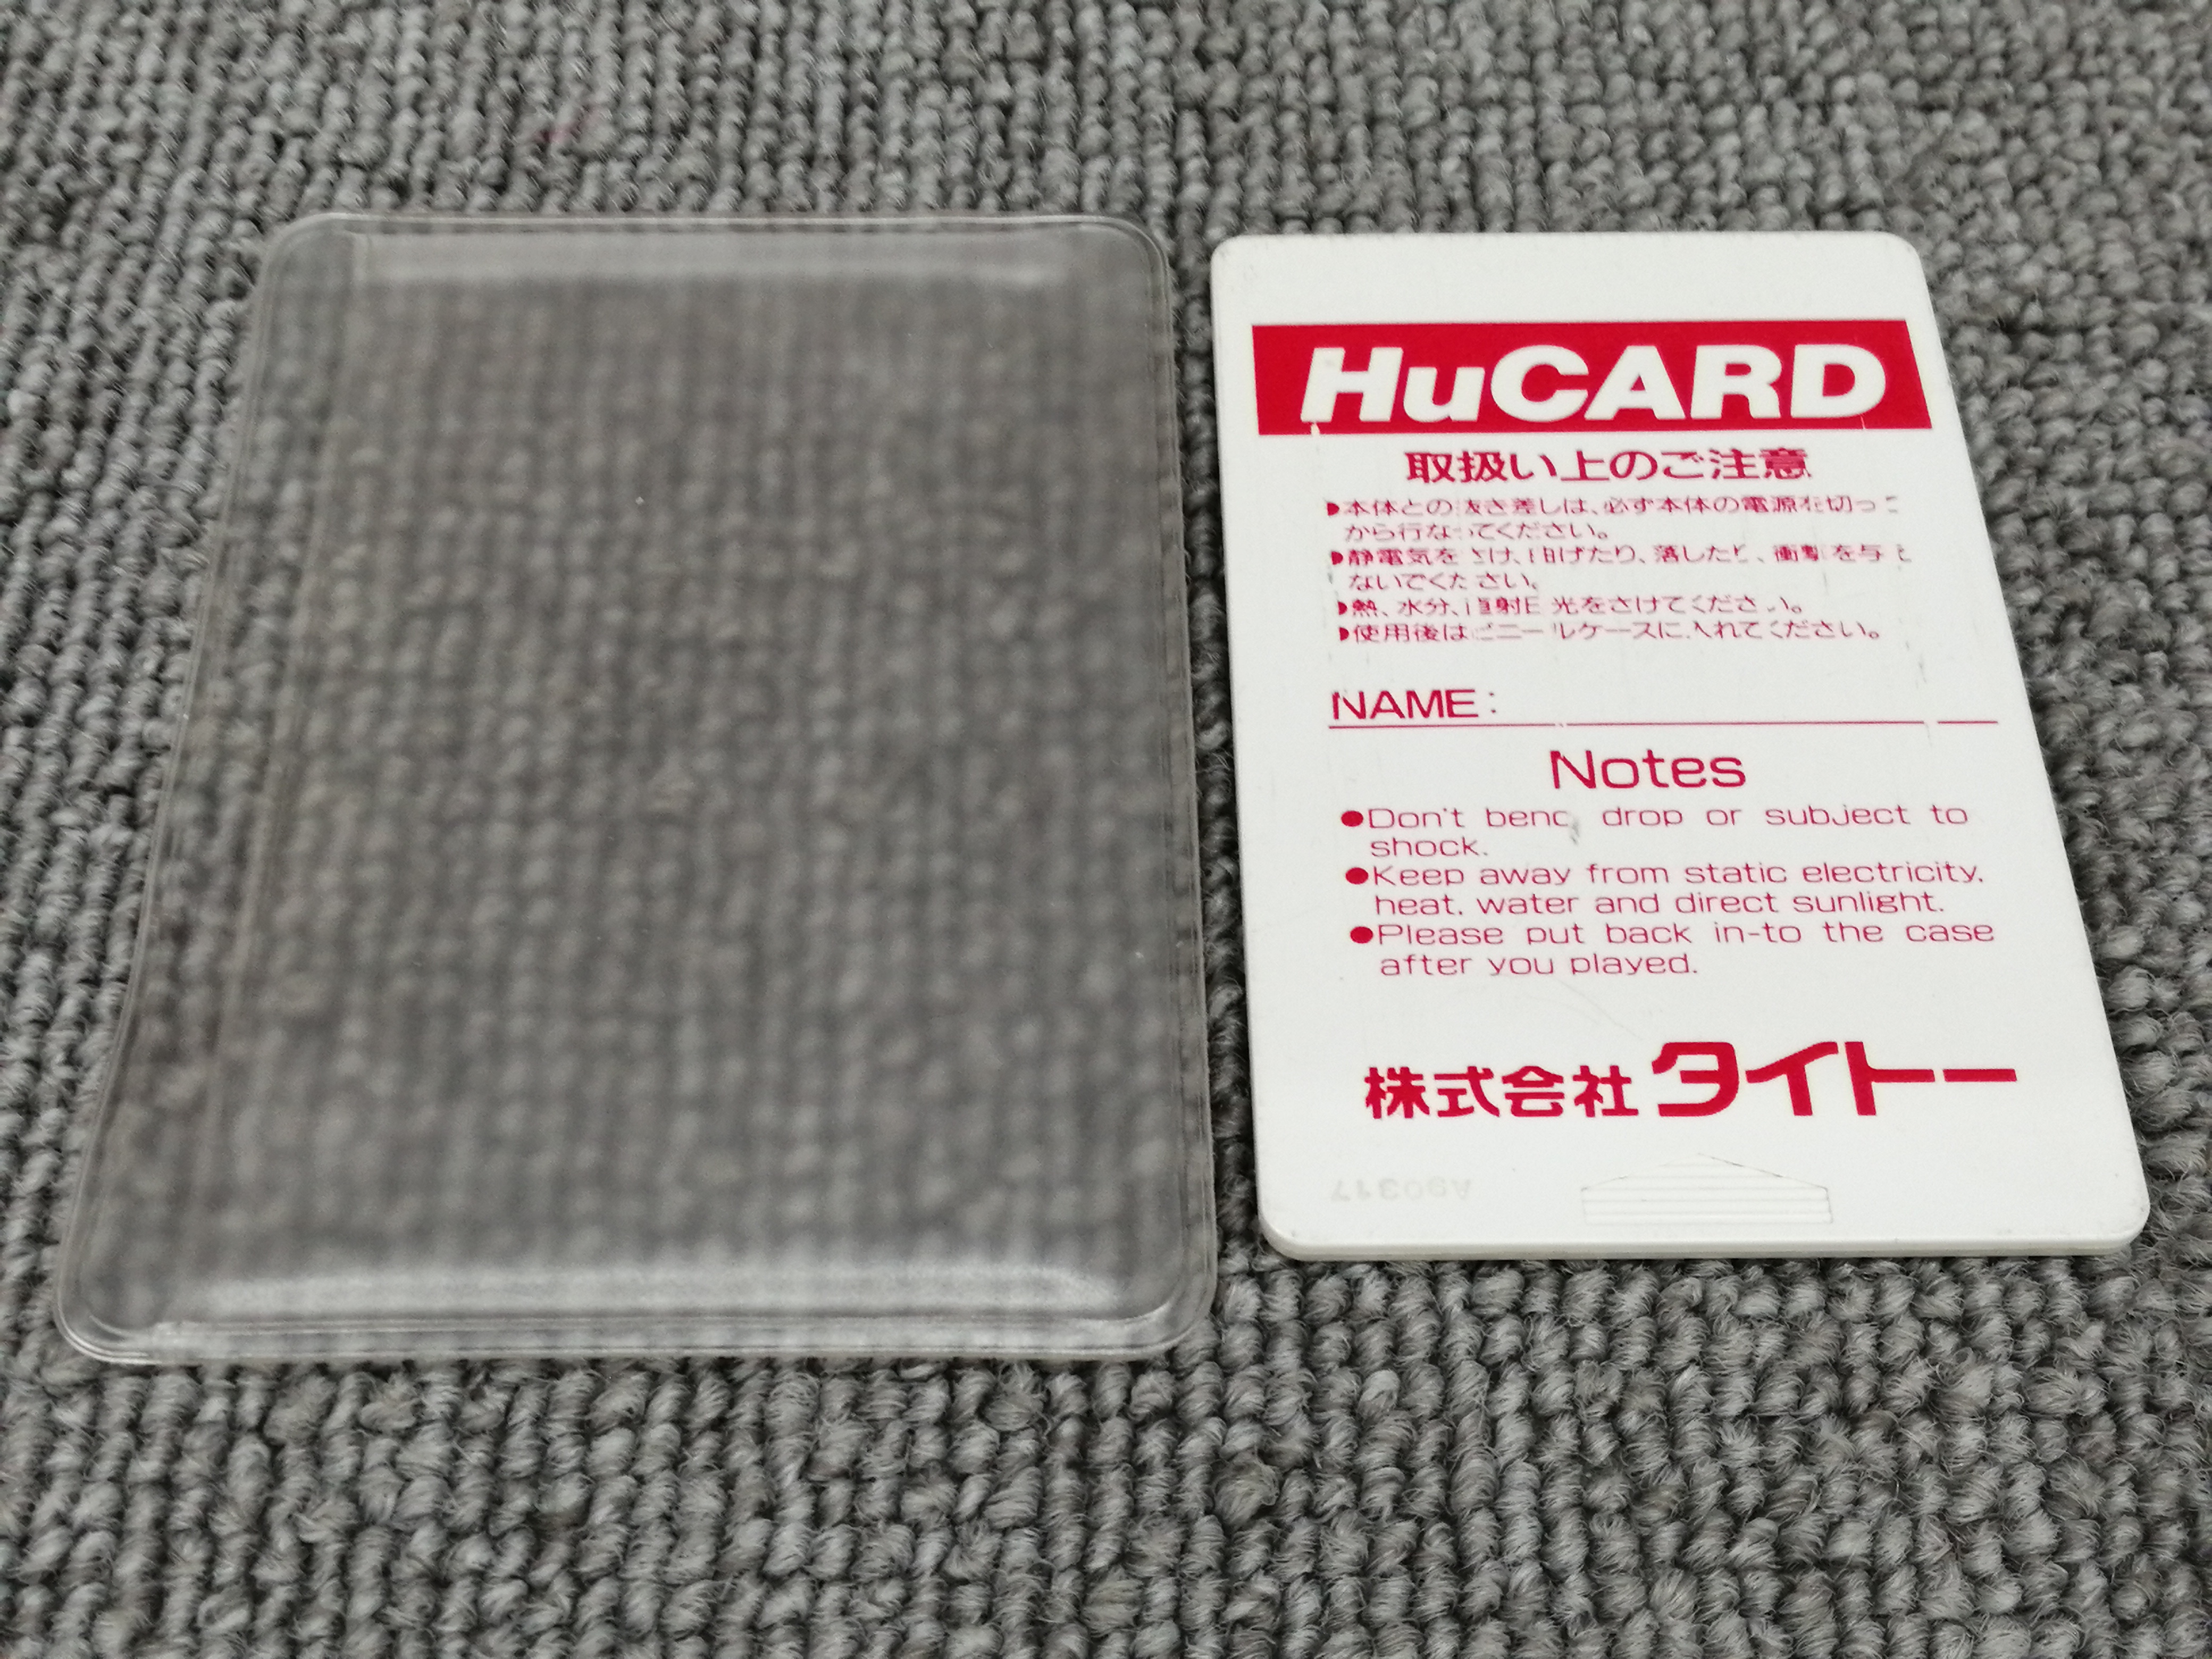 HuCARD
取扱い上のご注意
●本体との抜き差しは、必ず本体の電源を切って
から行なってください。
●静電気をさけ、曲げたり、落したり、衝撃を与え
ないでください。
●熱、水分、直射日光をさけてください。
●使用後はビニールケースに入れてください。
NAME:
Notes
●Don't bend, drop or subject to
shock.
●Keep away from static electricity,
heat, water and direct sunlight.
●Please put back in-to the case
after you played.
株式会社タイトー